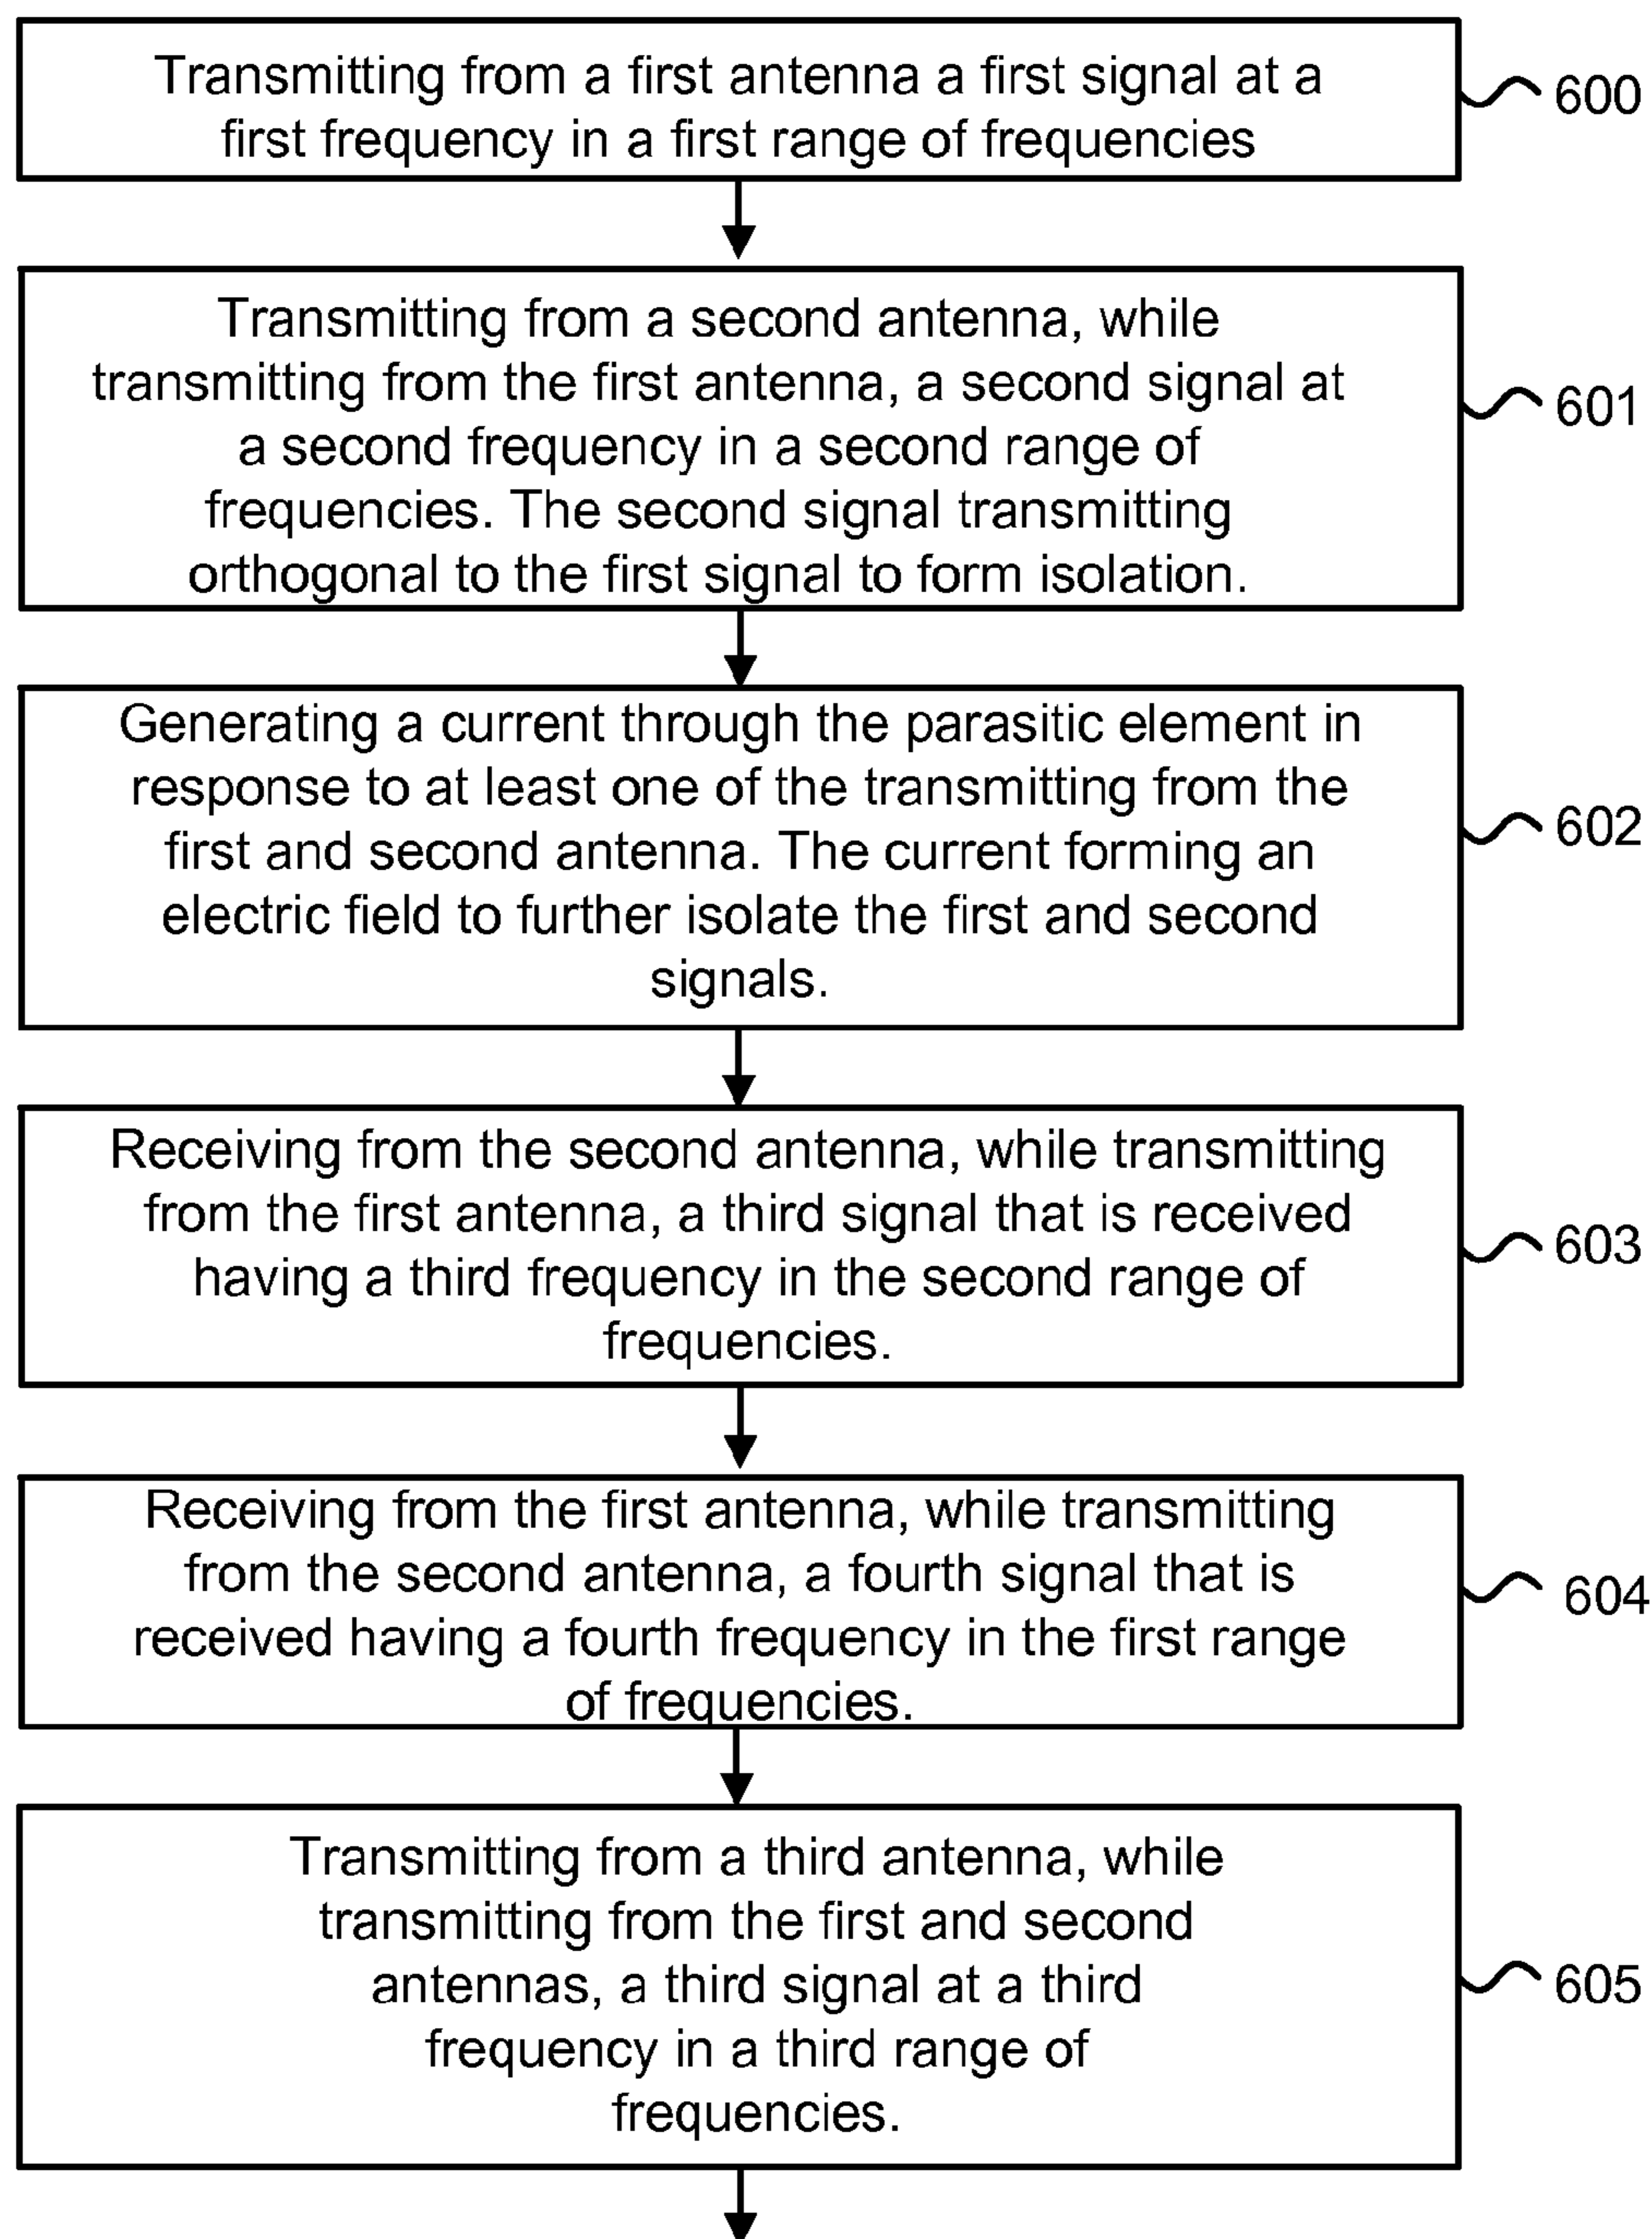 Transmitting from a first antenna a first signal at a
first frequency in a first range of frequencies
600
Transmitting from a second antenna, while
transmitting from the first antenna, a second signal at
a second frequency in a second range of
frequencies. The second signal transmitting
orthogonal to the first signal to form isolation.
601
Generating a current through the parasitic element in
response to at least one of the transmitting from the
first and second antenna. The current forming an
electric field to further isolate the first and second
signals.
602
Receiving from the second antenna, while transmitting
from the first antenna, a third signal that is received
having a third frequency in the second range of
frequencies.
603
Receiving from the first antenna, while transmitting
from the second antenna, a fourth signal that is
received having a fourth frequency in the first range
of frequencies.
604
Transmitting from a third antenna, while
transmitting from the first and second
antennas, a third signal at a third
frequency in a third range of
frequencies.
605